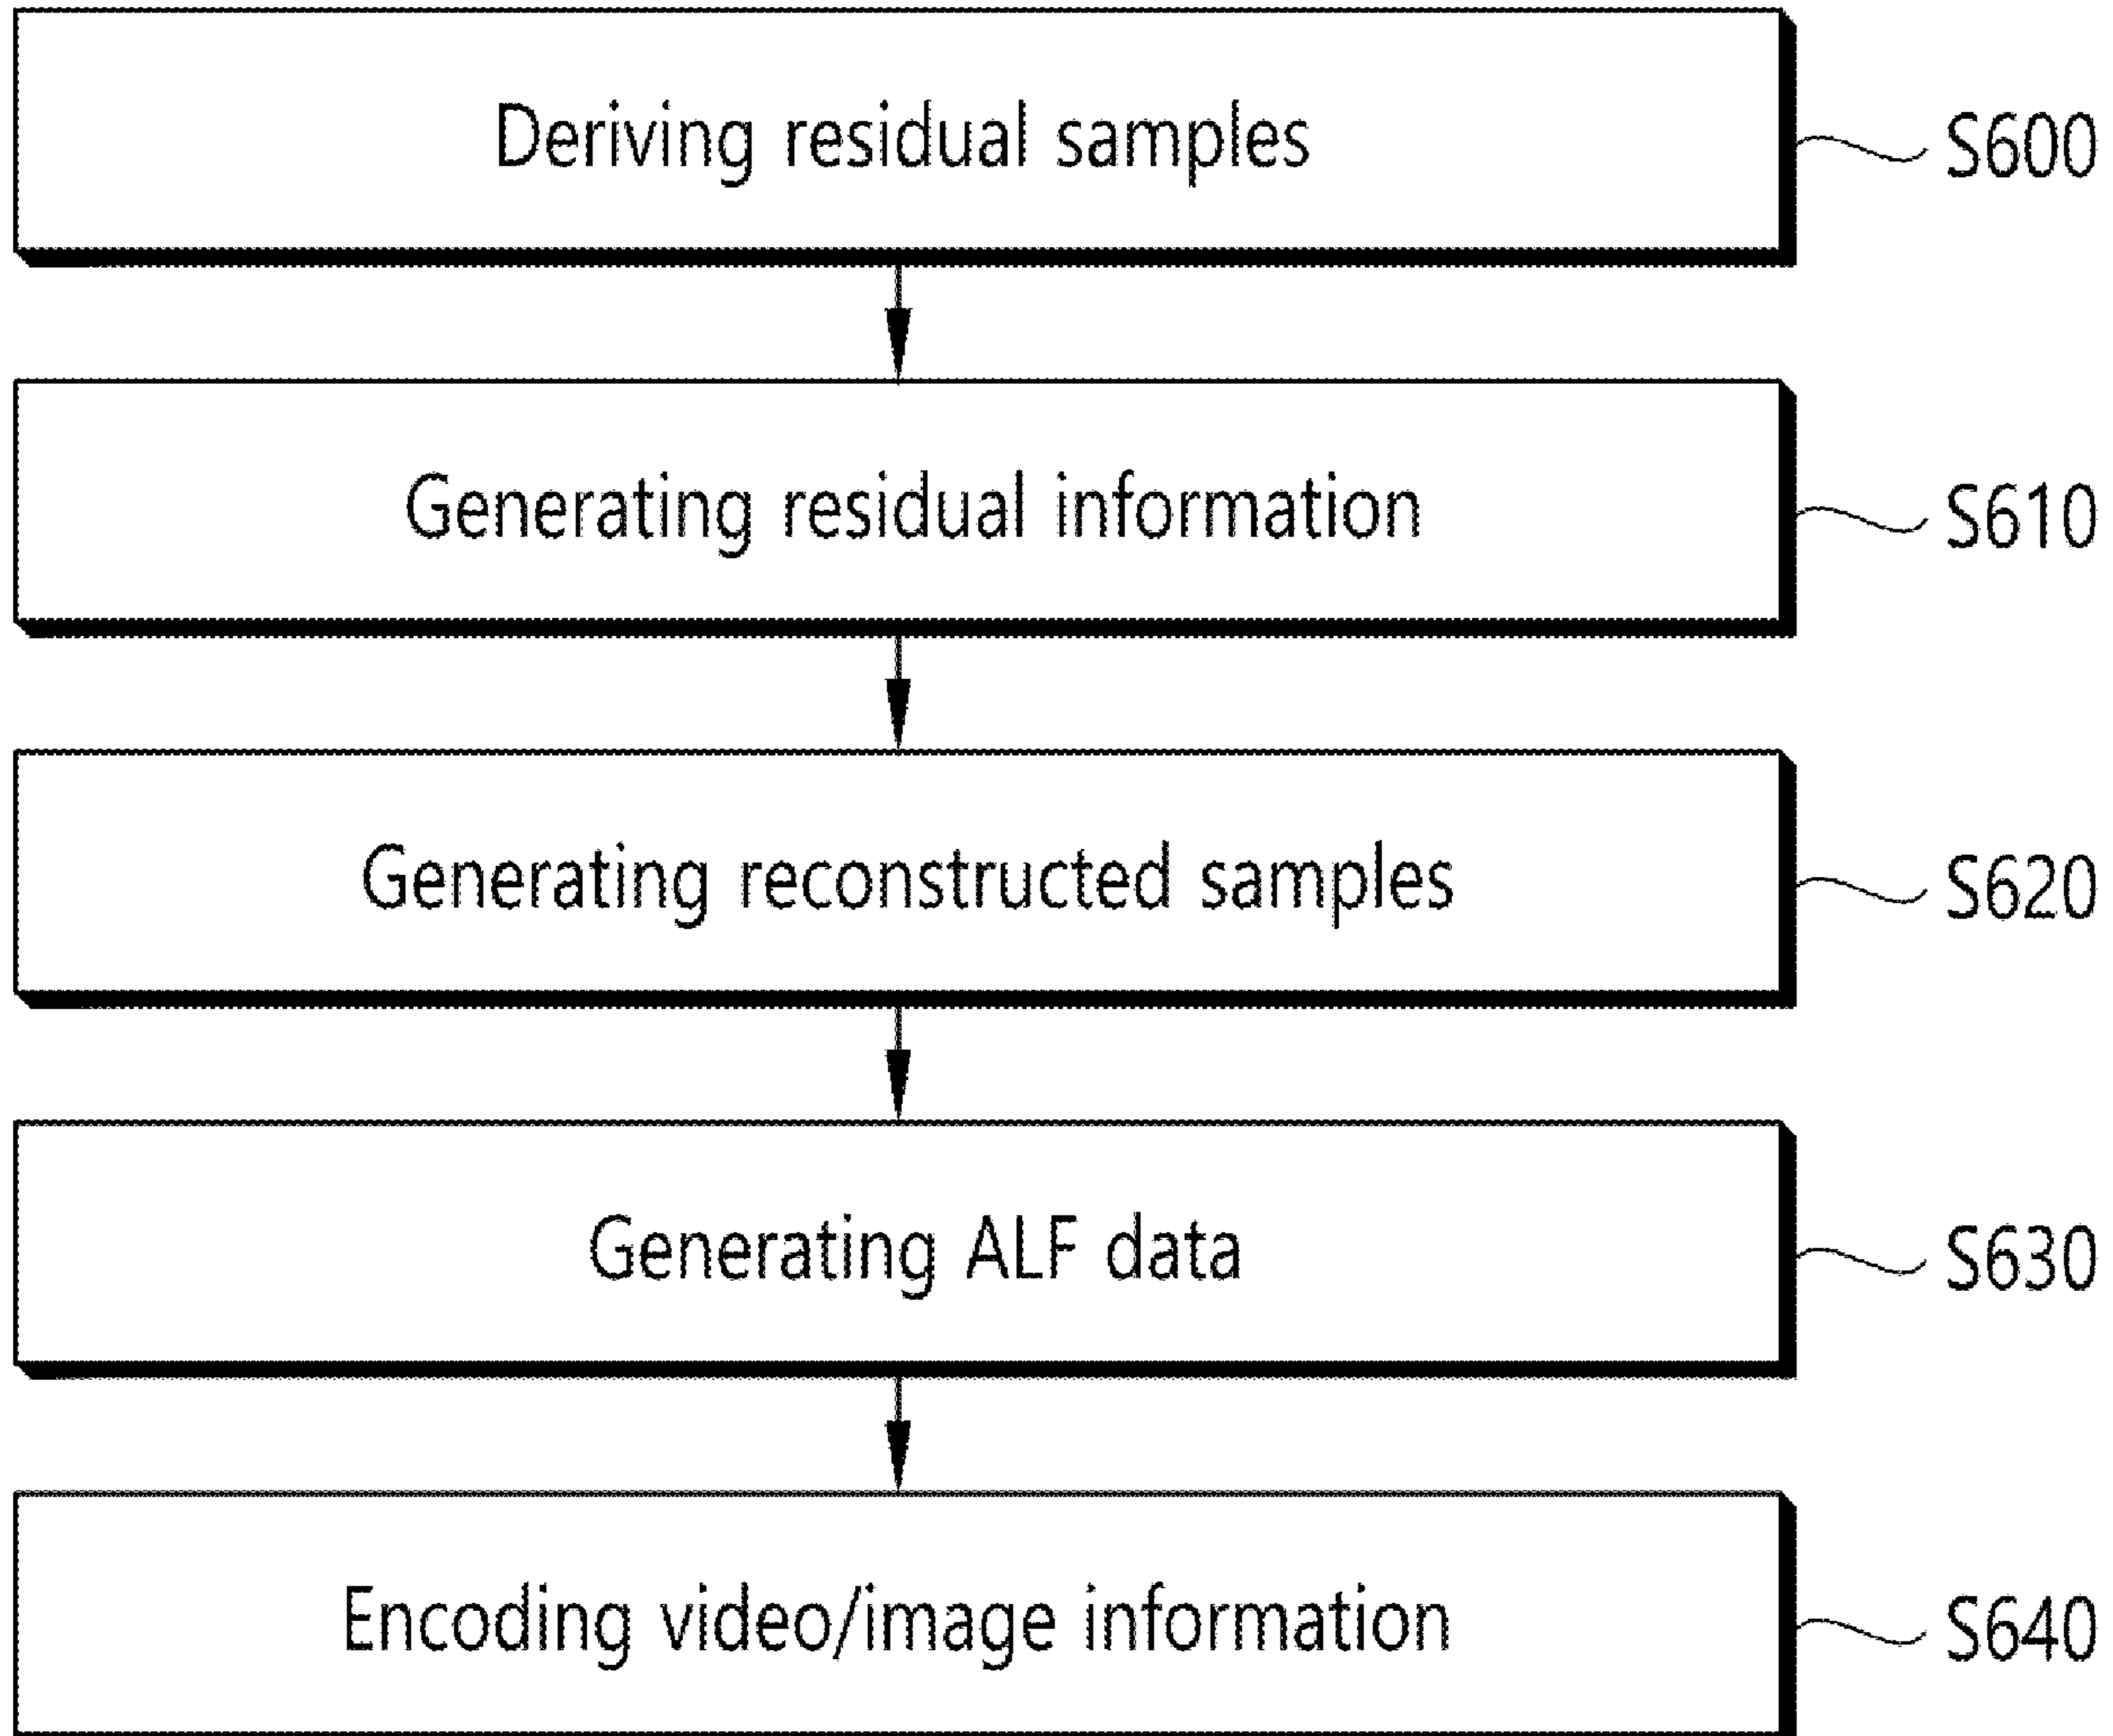 Deriving residual samples
S600
Generating residual information
S610
Generating reconstructed samples
S620
Generating ALF data
S630
Encoding video/image information
S640